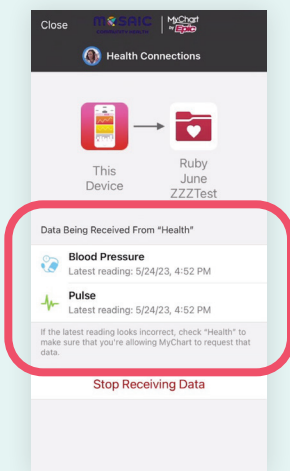 Close
MOSAIC
COMMUNITY HEALTH
MyChart
by Epic
Health Connections
This
Device
Ruby
June
ZZZTest
Data Being Received From “Health”
Blood Pressure
Latest reading: 5/24/23, 4:52 PM
Pulse
Latest reading: 5/24/23, 4:52 PM
If the latest reading looks incorrect, check “Health” to
make sure that you're allowing MyChart to request that
data.
Stop Receiving Data